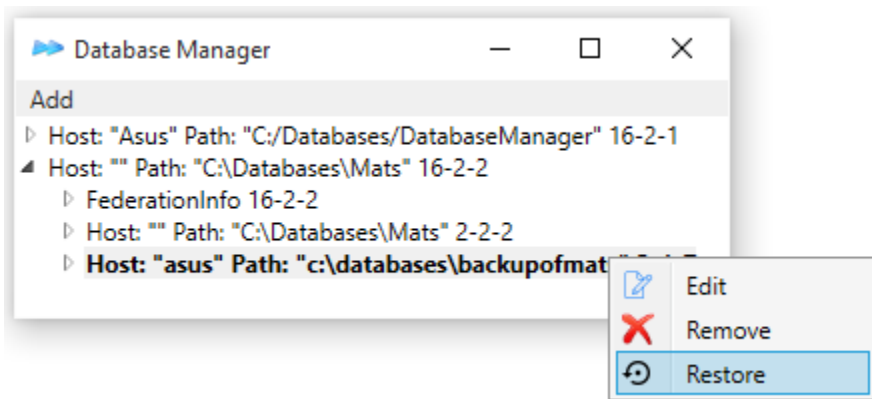 Database Manager
Add
Host: "Asus" Path: "C:/Databases/DatabaseManager" 16-2-1
Host: "" Path: "C:\Databases\Mats" 16-2-2
FederationInfo 16-2-2
Host: "" Path: "C:\Databases\Mats" 2-2-2
Host: "asus" Path: "c:\databases\backupofmat
Edit
Remove
Restore